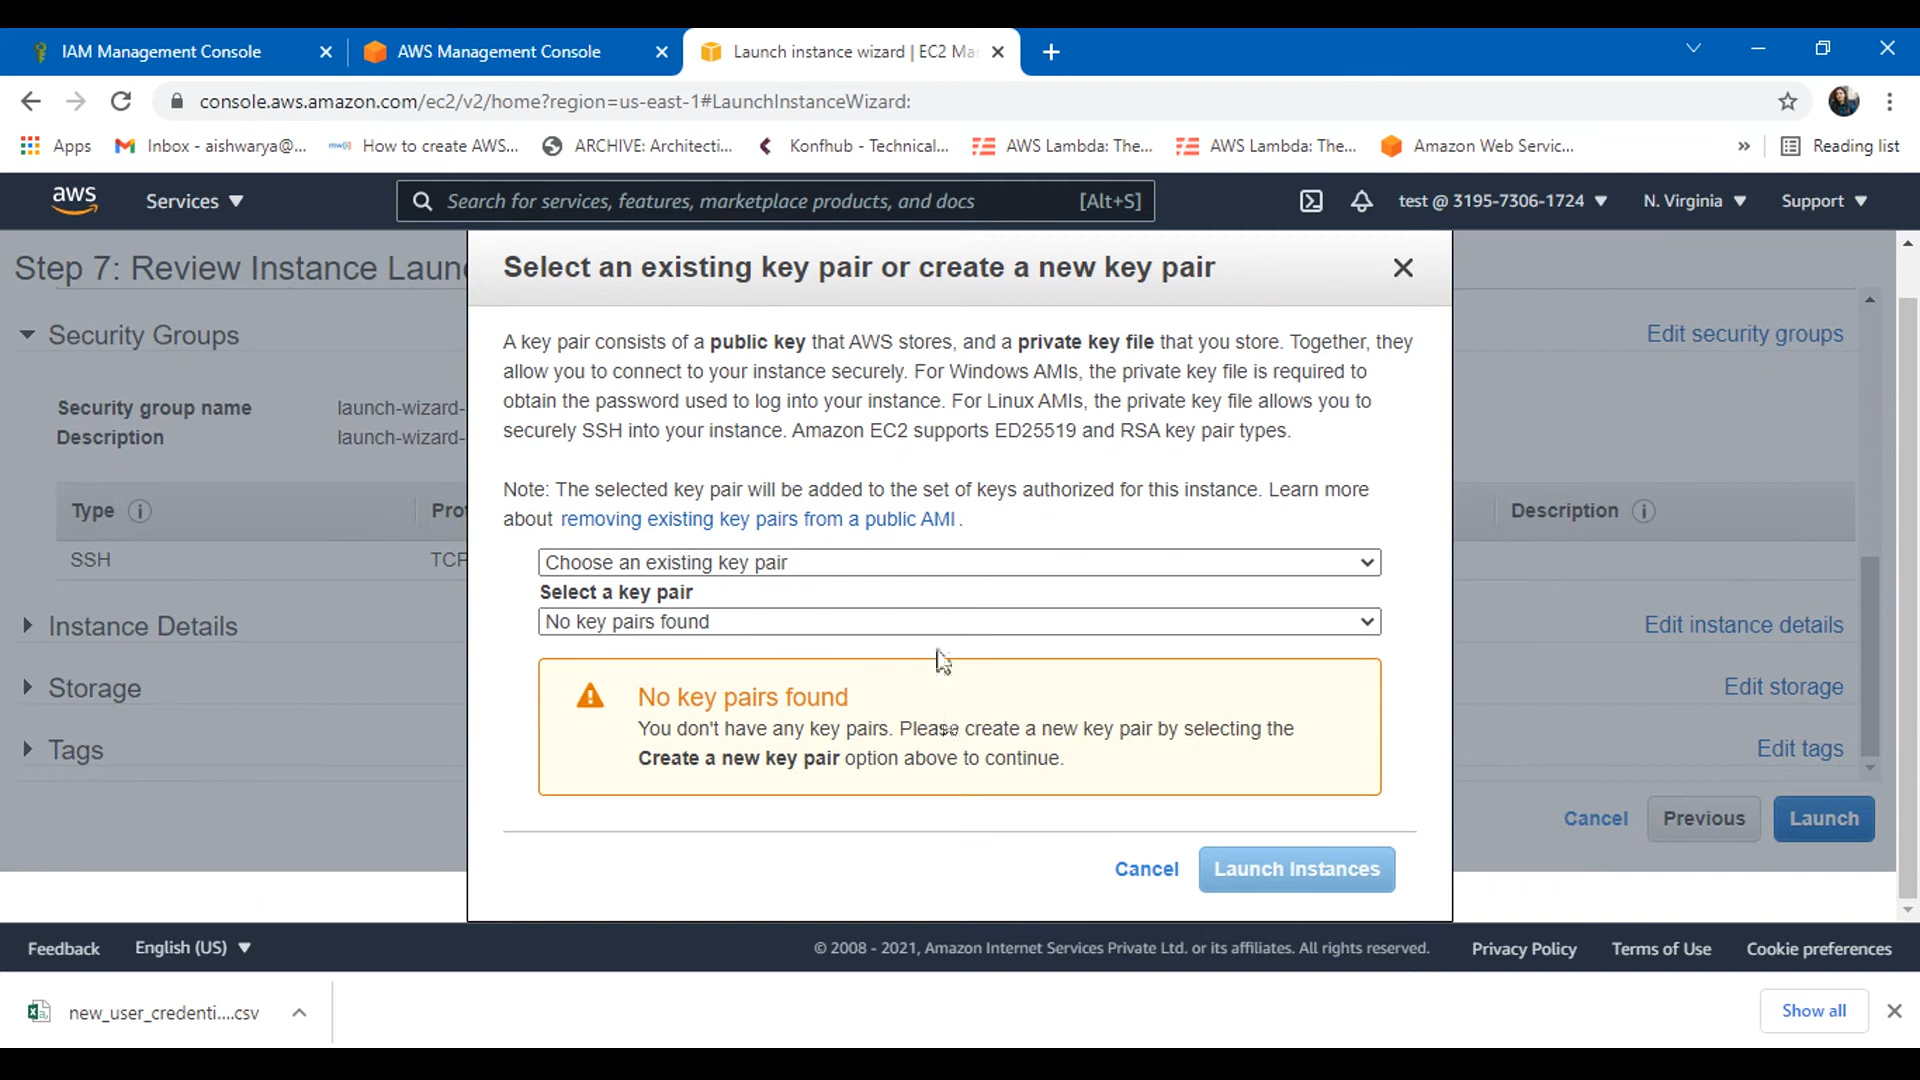 IAM Management Console
AWS Management Console
Launch instance wizard | EC2 Ma
console.aws.amazon.com/ec2/v2/home?region=us-east-1#LaunchInstanceWizard:
Apps
Inbox - aishwarya@...
How to create AWS...
ARCHIVE: Architecti...
Konfhub - Technical...
AWS Lambda: The...
AWS Lambda: The...
Amazon Web Servic...
»
Reading list
aws
Services
Search for services, features, marketplace products, and docs
[Alt+S]
test @ 3195-7306-1724
N. Virginia
Support
Step 7: Review Instance Laun
Select an existing key pair or create a new key pair
Security Groups
Edit security groups
A key pair consists of a public key that AWS stores, and a private key file that you store. Together, they
allow you to connect to your instance securely. For Windows AMIs, the private key file is required to
obtain the password used to log into your instance. For Linux AMIs, the private key file allows you to
securely SSH into your instance. Amazon EC2 supports ED25519 and RSA key pair types.
Security group name
launch-wizard-
Description
launch-wizard-
Note: The selected key pair will be added to the set of keys authorized for this instance. Learn more
about removing existing key pairs from a public AMI.
Type
Pro
Description
SSH
TCP
Choose an existing key pair
Select a key pair
No key pairs found
Instance Details
Edit instance details
Storage
Edit storage
Tags
Edit tags
No key pairs found
You don't have any key pairs. Please create a new key pair by selecting the
Create a new key pair option above to continue.
Cancel
Previous
Launch
Cancel
Launch Instances
Feedback
English (US)
© 2008 - 2021, Amazon Internet Services Private Ltd. or its affiliates. All rights reserved.
Privacy Policy
Terms of Use
Cookie preferences
new_user_credenti....csv
Show all